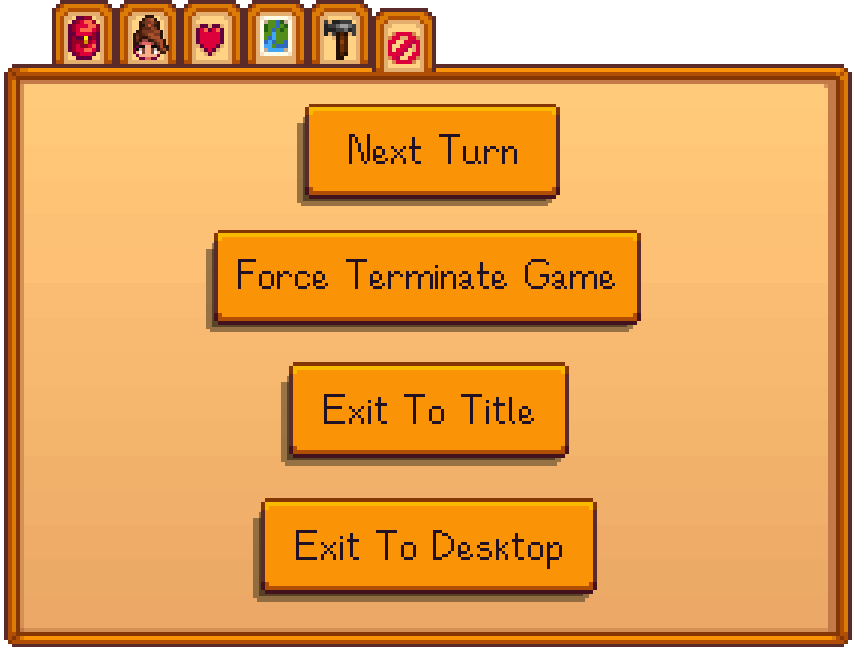 Next Turn
Force Terminate Game
Exit To Title
Exit To Desktop